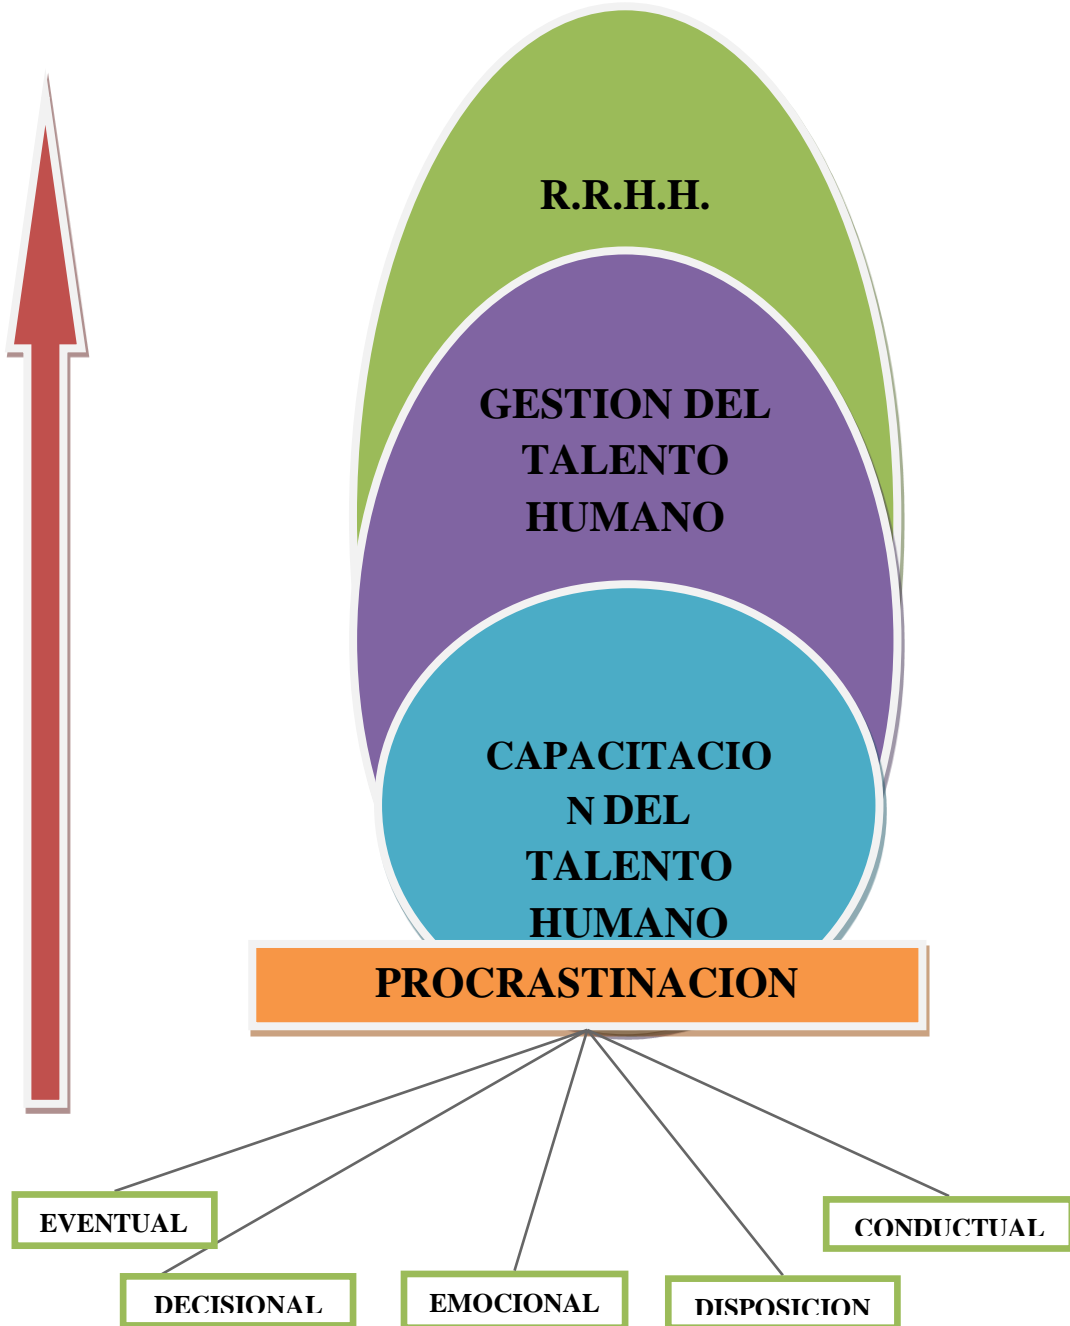 R.R.H.H.
GESTION DEL
TALENTO
HUMANO
CAPACITACIO
N DEL
TALENTO
HUMANO
PROCRASTINACION
EVENTUAL
CONDUCTUAL
DECISIONAL
EMOCIONAL
DISPOSICION